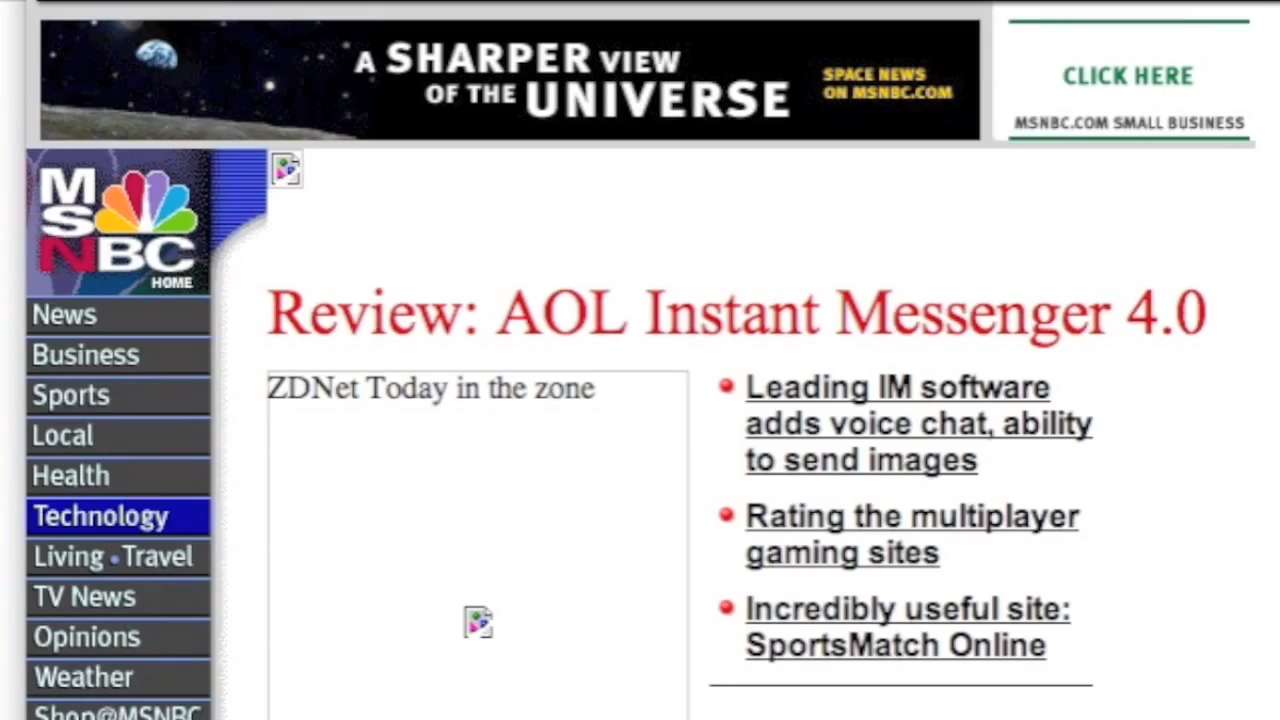 A SHARPER VIEW
OF THE UNIVERSE
SPACE NEWS
ON MSNBC.COM
CLICK HERE
MSNBC.COM SMALL BUSINESS
MSNBC
HOME
News
Business
Sports
Local
Health
Technology
Living • Travel
TV News
Opinions
Weather
Shop@MSNBC
Review: AOL Instant Messenger 4.0
ZDNet Today in the zone
Leading IM software
adds voice chat, ability
to send images
Rating the multiplayer
gaming sites
Incredibly useful site:
SportsMatch Online